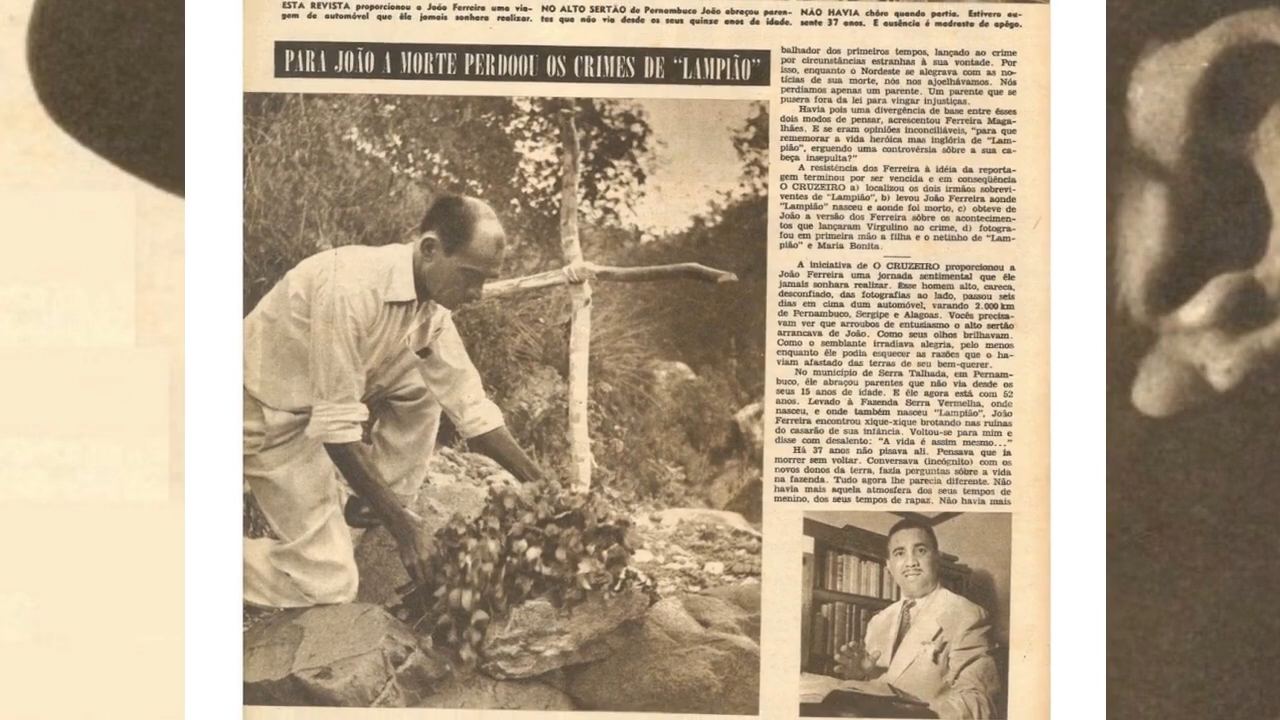 ESTA REVISTA proporcionou a João Ferreira uma via-
gem de automóvel que êle jamais sonhara realizar.
NO ALTO SERTÃO de Pernambuco João abraçou paren-
tes que não via desde os seus quinze anos de idade.
NÃO HAVIA chôro quando partia. Estivera au-
sente 37 anos. E ausência é madrasta de apêgo.
PARA JOÃO A MORTE PERDOOU OS CRIMES DE "LAMPIÃO"
balhador dos primeiros tempos, lançado ao crime
por circunstâncias estranhas à sua vontade. Por
isso, enquanto o Nordeste se alegrava com as no-
tícias de sua morte, nós nos ajoelhávamos. Nós
perdíamos apenas um parente. Um parente que se
pusera fora da lei para vingar injustiças.
Havia pois uma divergência de base entre êsses
dois modos de pensar, acrescentou Ferreira Maga-
lhães. E se eram opiniões inconciliáveis, "para que
rememorar a vida heróica mas inglória de "Lam-
pião", erguendo uma controvérsia sôbre a sua ca-
beça insepulta?"
A resistência dos Ferreira à idéia da reporta-
gem terminou por ser vencida e em conseqüência
O CRUZEIRO a) localizou os dois irmãos sobrevi-
ventes de "Lampião", b) levou João Ferreira aonde
"Lampião" nasceu e aonde foi morto, c) obteve de
João a versão dos Ferreira sôbre os acontecimen-
tos que lançaram Virgulino ao crime, d) fotogra-
fou em primeira mão a filha e o netinho de "Lam-
pião" e Maria Bonita.
A iniciativa de O CRUZEIRO proporcionou a
João Ferreira uma jornada sentimental que êle
jamais sonhara realizar. Êsse homem alto, careca,
desconfiado, das fotografias ao lado, passou seis
dias em cima dum automóvel, varando 2.000 km
de Pernambuco, Sergipe e Alagoas. Vocês precisa-
vam ver que arroubos de entusiasmo o alto sertão
arrancava de João. Como seus olhos brilhavam.
Como o semblante irradiava alegria, pelo menos
enquanto êle podia esquecer as razões que o ha-
viam afastado das terras de seu bem-querer.
No município de Serra Talhada, em Pernam-
buco, êle abraçou parentes que não via desde os
seus 15 anos de idade. E êle agora está com 52
anos. Levado à Fazenda Serra Vermelha, onde
nasceu, e onde também nasceu "Lampião", João
Ferreira encontrou xique-xique brotando nas ruínas
do casarão de sua infância. Voltou-se para mim e
disse com desalento: "A vida é assim mesmo..."
Há 37 anos não pisava ali. Pensava que ia
morrer sem voltar. Conversava (incógnito) com os
novos donos da terra, fazia perguntas sôbre a vida
na fazenda. Tudo agora lhe parecia diferente. Não
havia mais aquela atmosfera dos seus tempos de
menino, dos seus tempos de rapaz. Não havia mais